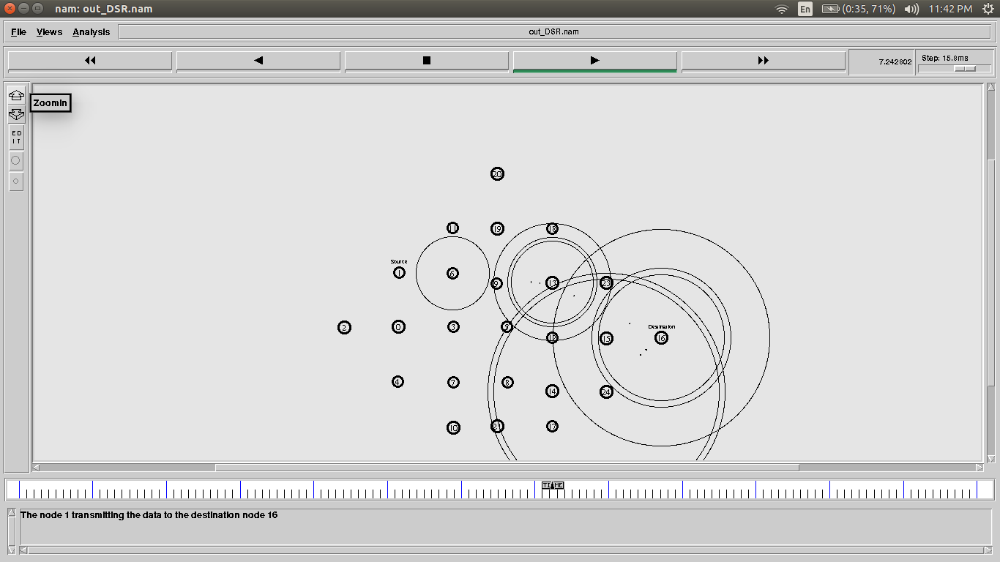 nam: out_DSR.nam
En
(0:35, 71%)
11:42 PM
File Views Analysis
out_DSR.nam
7.242802
Step: 15.8ms
ZoomIn
E D
I T
20
11
19
18
Source
1
6
9
13
23
2
0
3
5
12
15
Destination
16
4
7
8
14
24
10
21
17
TIME
The node 1 transmitting the data to the destination node 16